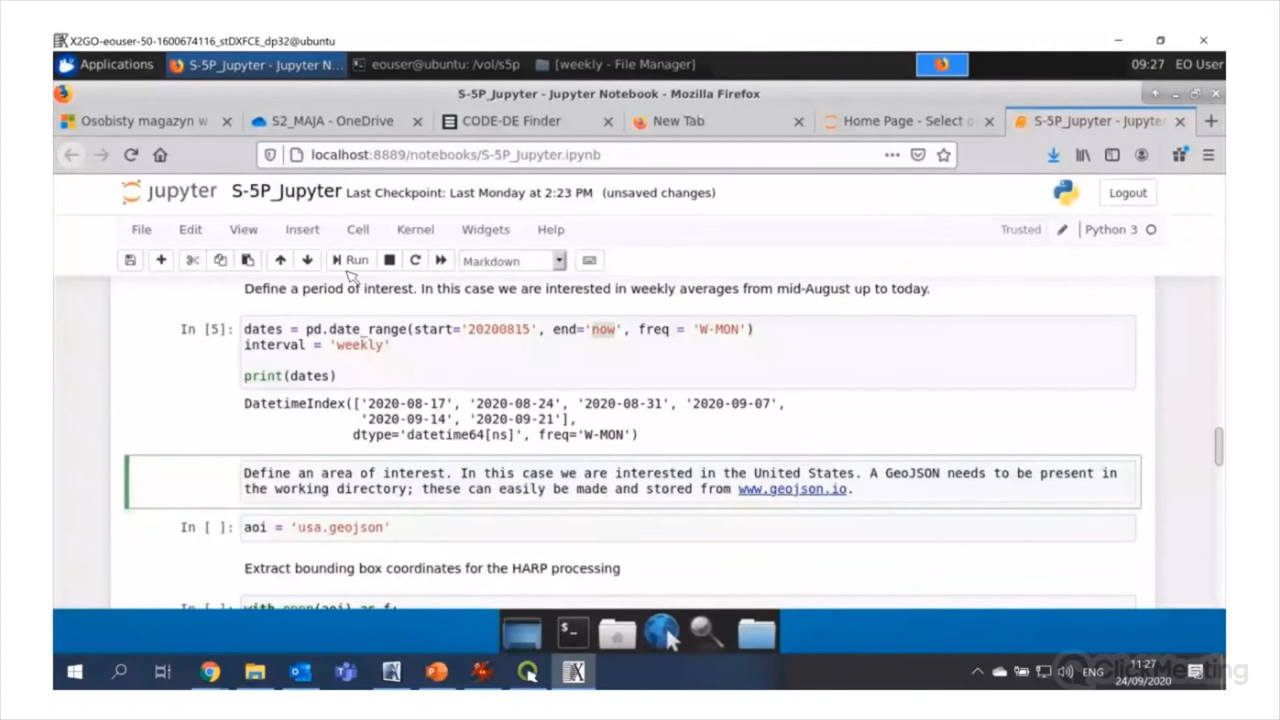 X2GO-eouser-50-1600674116_stDXFCE_dp32@ubuntu
Applications S-5P_Jupyter - Jupyter N... eouser@ubuntu: /vol/s5p [weekly - File Manager] 09:27 EO User
S-5P_Jupyter - Jupyter Notebook - Mozilla Firefox
Osobisty magazyn w S2_MAJA - OneDrive CODE-DE Finder New Tab Home Page - Select o S-5P_Jupyter - Jupyte
localhost:8889/notebooks/S-5P_Jupyter.ipynb
jupyter S-5P_Jupyter Last Checkpoint: Last Monday at 2:23 PM (unsaved changes) Logout
File Edit View Insert Cell Kernel Widgets Help Trusted Python 3
Run Markdown
Define a period of interest. In this case we are interested in weekly averages from mid-August up to today.
In [5]: dates = pd.date_range(start='20200815', end='now', freq = 'W-MON')
interval = 'weekly'
print(dates)
DatetimeIndex(['2020-08-17', '2020-08-24', '2020-08-31', '2020-09-07',
'2020-09-14', '2020-09-21'],
dtype='datetime64[ns]', freq='W-MON')
Define an area of interest. In this case we are interested in the United States. A GeoJSON needs to be present in
the working directory; these can easily be made and stored from www.geojson.io.
In [ ]: aoi = 'usa.geojson'
Extract bounding box coordinates for the HARP processing
In [ ]: with open(aoi) as f:
ENG 11:27
24/09/2020
ClickMeeting